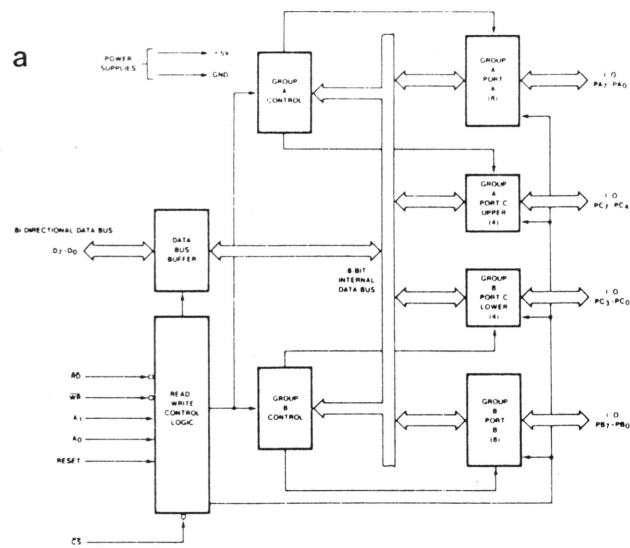 a
POWER
SUPPLIES
+5V
GND
GROUP
A
CONTROL
GROUP
A
PORT
A
(8)
I O
PA7-PA0
GROUP
A
PORT C
UPPER
(4)
I O
PC7-PC4
BI DIRECTIONAL DATA BUS
D7-D0
DATA
BUS
BUFFER
8-BIT
INTERNAL
DATA BUS
GROUP
B
PORT C
LOWER
(4)
I O
PC3-PC0
RD
WR
A1
A0
RESET
CS
READ
WRITE
CONTROL
LOGIC
GROUP
B
CONTROL
GROUP
B
PORT
B
(8)
I O
PB7-PB0